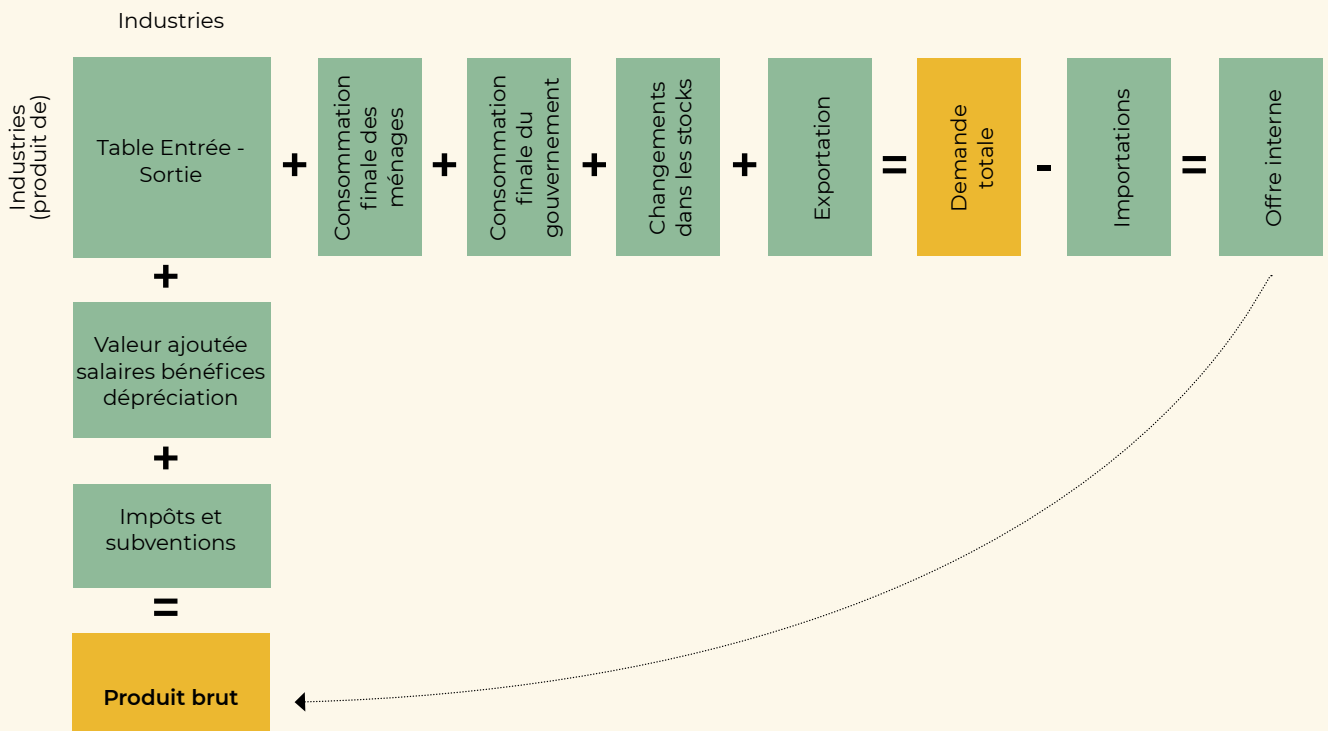 Industries
Industries
(produit de)
Table Entrée -
Sortie
+
Consommation
finale des
ménages
+
Consommation
finale du
gouvernement
+
Changements
dans les stocks
+
Exportation
=
Demande
totale
-
Importations
=
Offre interne
+
Valeur ajoutée
salaires bénéfices
dépréciation
+
Impôts et
subventions
=
Produit brut